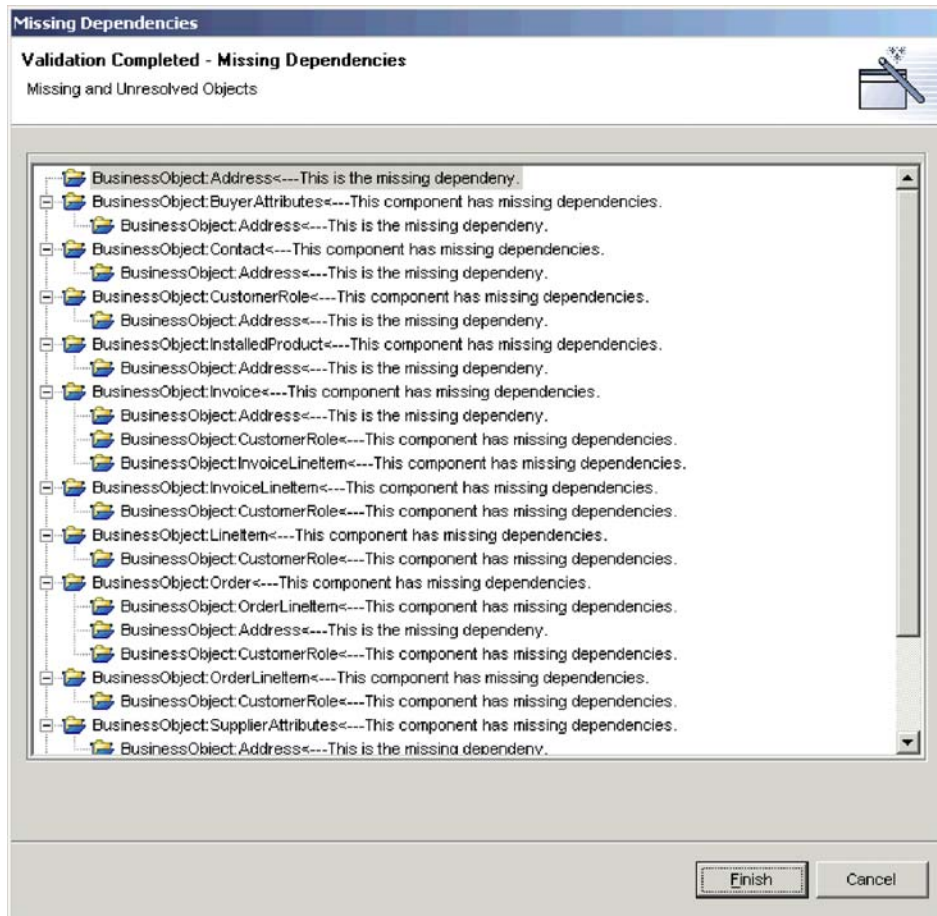 Missing Dependencies
Validation Completed - Missing Dependencies
Missing and Unresolved Objects
BusinessObject:Address<---This is the missing dependeny.
BusinessObject:BuyerAttributes<---This component has missing dependencies.
BusinessObject:Address<---This is the missing dependeny.
BusinessObject:Contact<---This component has missing dependencies.
BusinessObject:Address<---This is the missing dependeny.
BusinessObject:CustomerRole<---This component has missing dependencies.
BusinessObject:Address<---This is the missing dependeny.
BusinessObject:InstalledProduct<---This component has missing dependencies.
BusinessObject:Address<---This is the missing dependeny.
BusinessObject:Invoice<---This component has missing dependencies.
BusinessObject:Address<---This is the missing dependeny.
BusinessObject:CustomerRole<---This component has missing dependencies.
BusinessObject:InvoiceLineItem<---This component has missing dependencies.
BusinessObject:InvoiceLineItem<---This component has missing dependencies.
BusinessObject:CustomerRole<---This component has missing dependencies.
BusinessObject:LineItem<---This component has missing dependencies.
BusinessObject:CustomerRole<---This component has missing dependencies.
BusinessObject:Order<---This component has missing dependencies.
BusinessObject:OrderLineItem<---This component has missing dependencies.
BusinessObject:Address<---This is the missing dependeny.
BusinessObject:CustomerRole<---This component has missing dependencies.
BusinessObject:OrderLineItem<---This component has missing dependencies.
BusinessObject:CustomerRole<---This component has missing dependencies.
BusinessObject:SupplierAttributes<---This component has missing dependencies.
BusinessObject:Address<---This is the missing dependeny.
Finish
Cancel